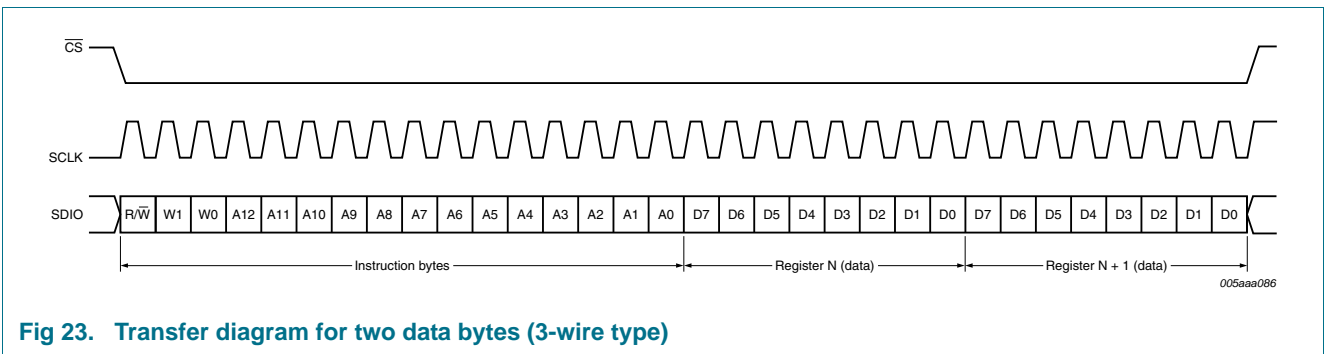 CS
SCLK
SDIO R/W W1 W0 A12 A11 A10 A9 A8 A7 A6 A5 A4 A3 A2 A1 A0 D7 D6 D5 D4 D3 D2 D1 D0 D7 D6 D5 D4 D3 D2 D1 D0
Instruction bytes Register N (data) Register N + 1 (data)
005aaa086
Fig 23. Transfer diagram for two data bytes (3-wire type)